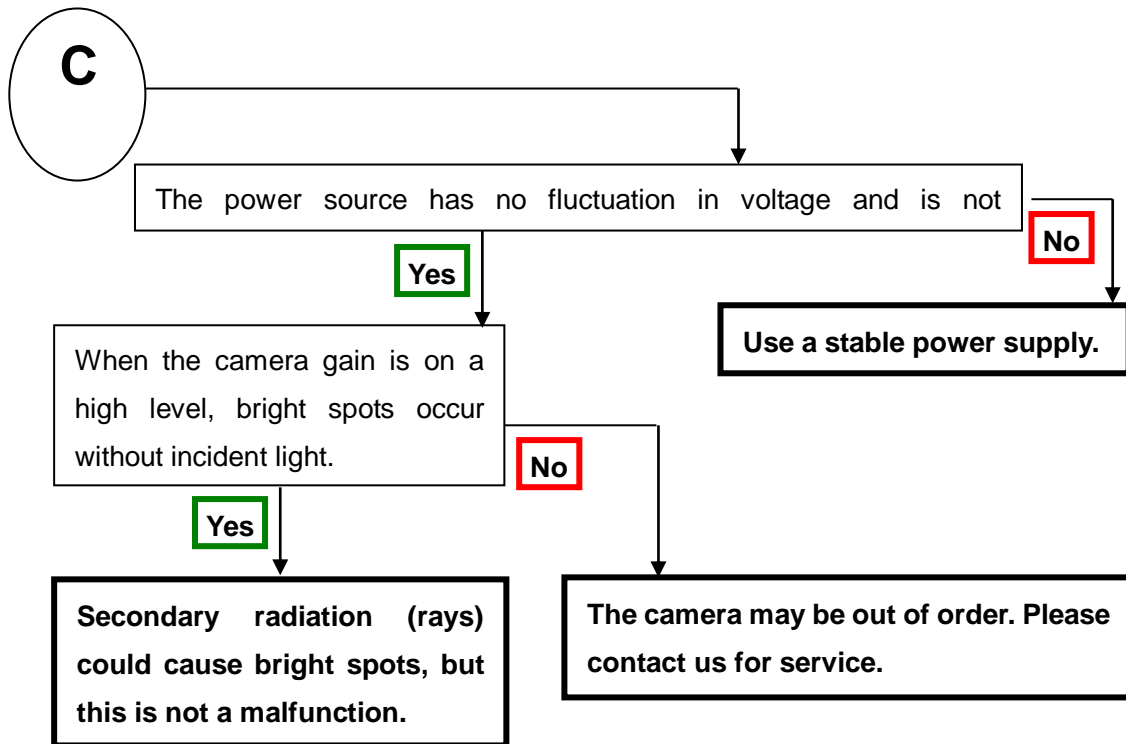 C
The power source has no fluctuation in voltage and is not
No
Yes
Use a stable power supply.
When the camera gain is on a
high level, bright spots occur
without incident light.
No
Yes
Secondary radiation (rays)
could cause bright spots, but
this is not a malfunction.
The camera may be out of order. Please
contact us for service.